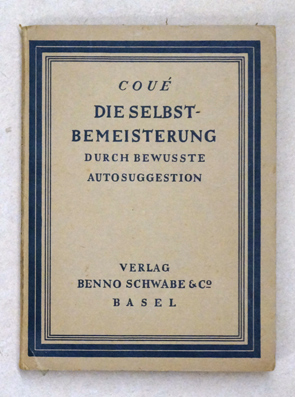 COUÉ
DIE SELBST-
BEMEISTERUNG
DURCH BEWUSSTE
AUTOSUGGESTION
VERLAG
BENNO SCHWABE & Co
BASEL